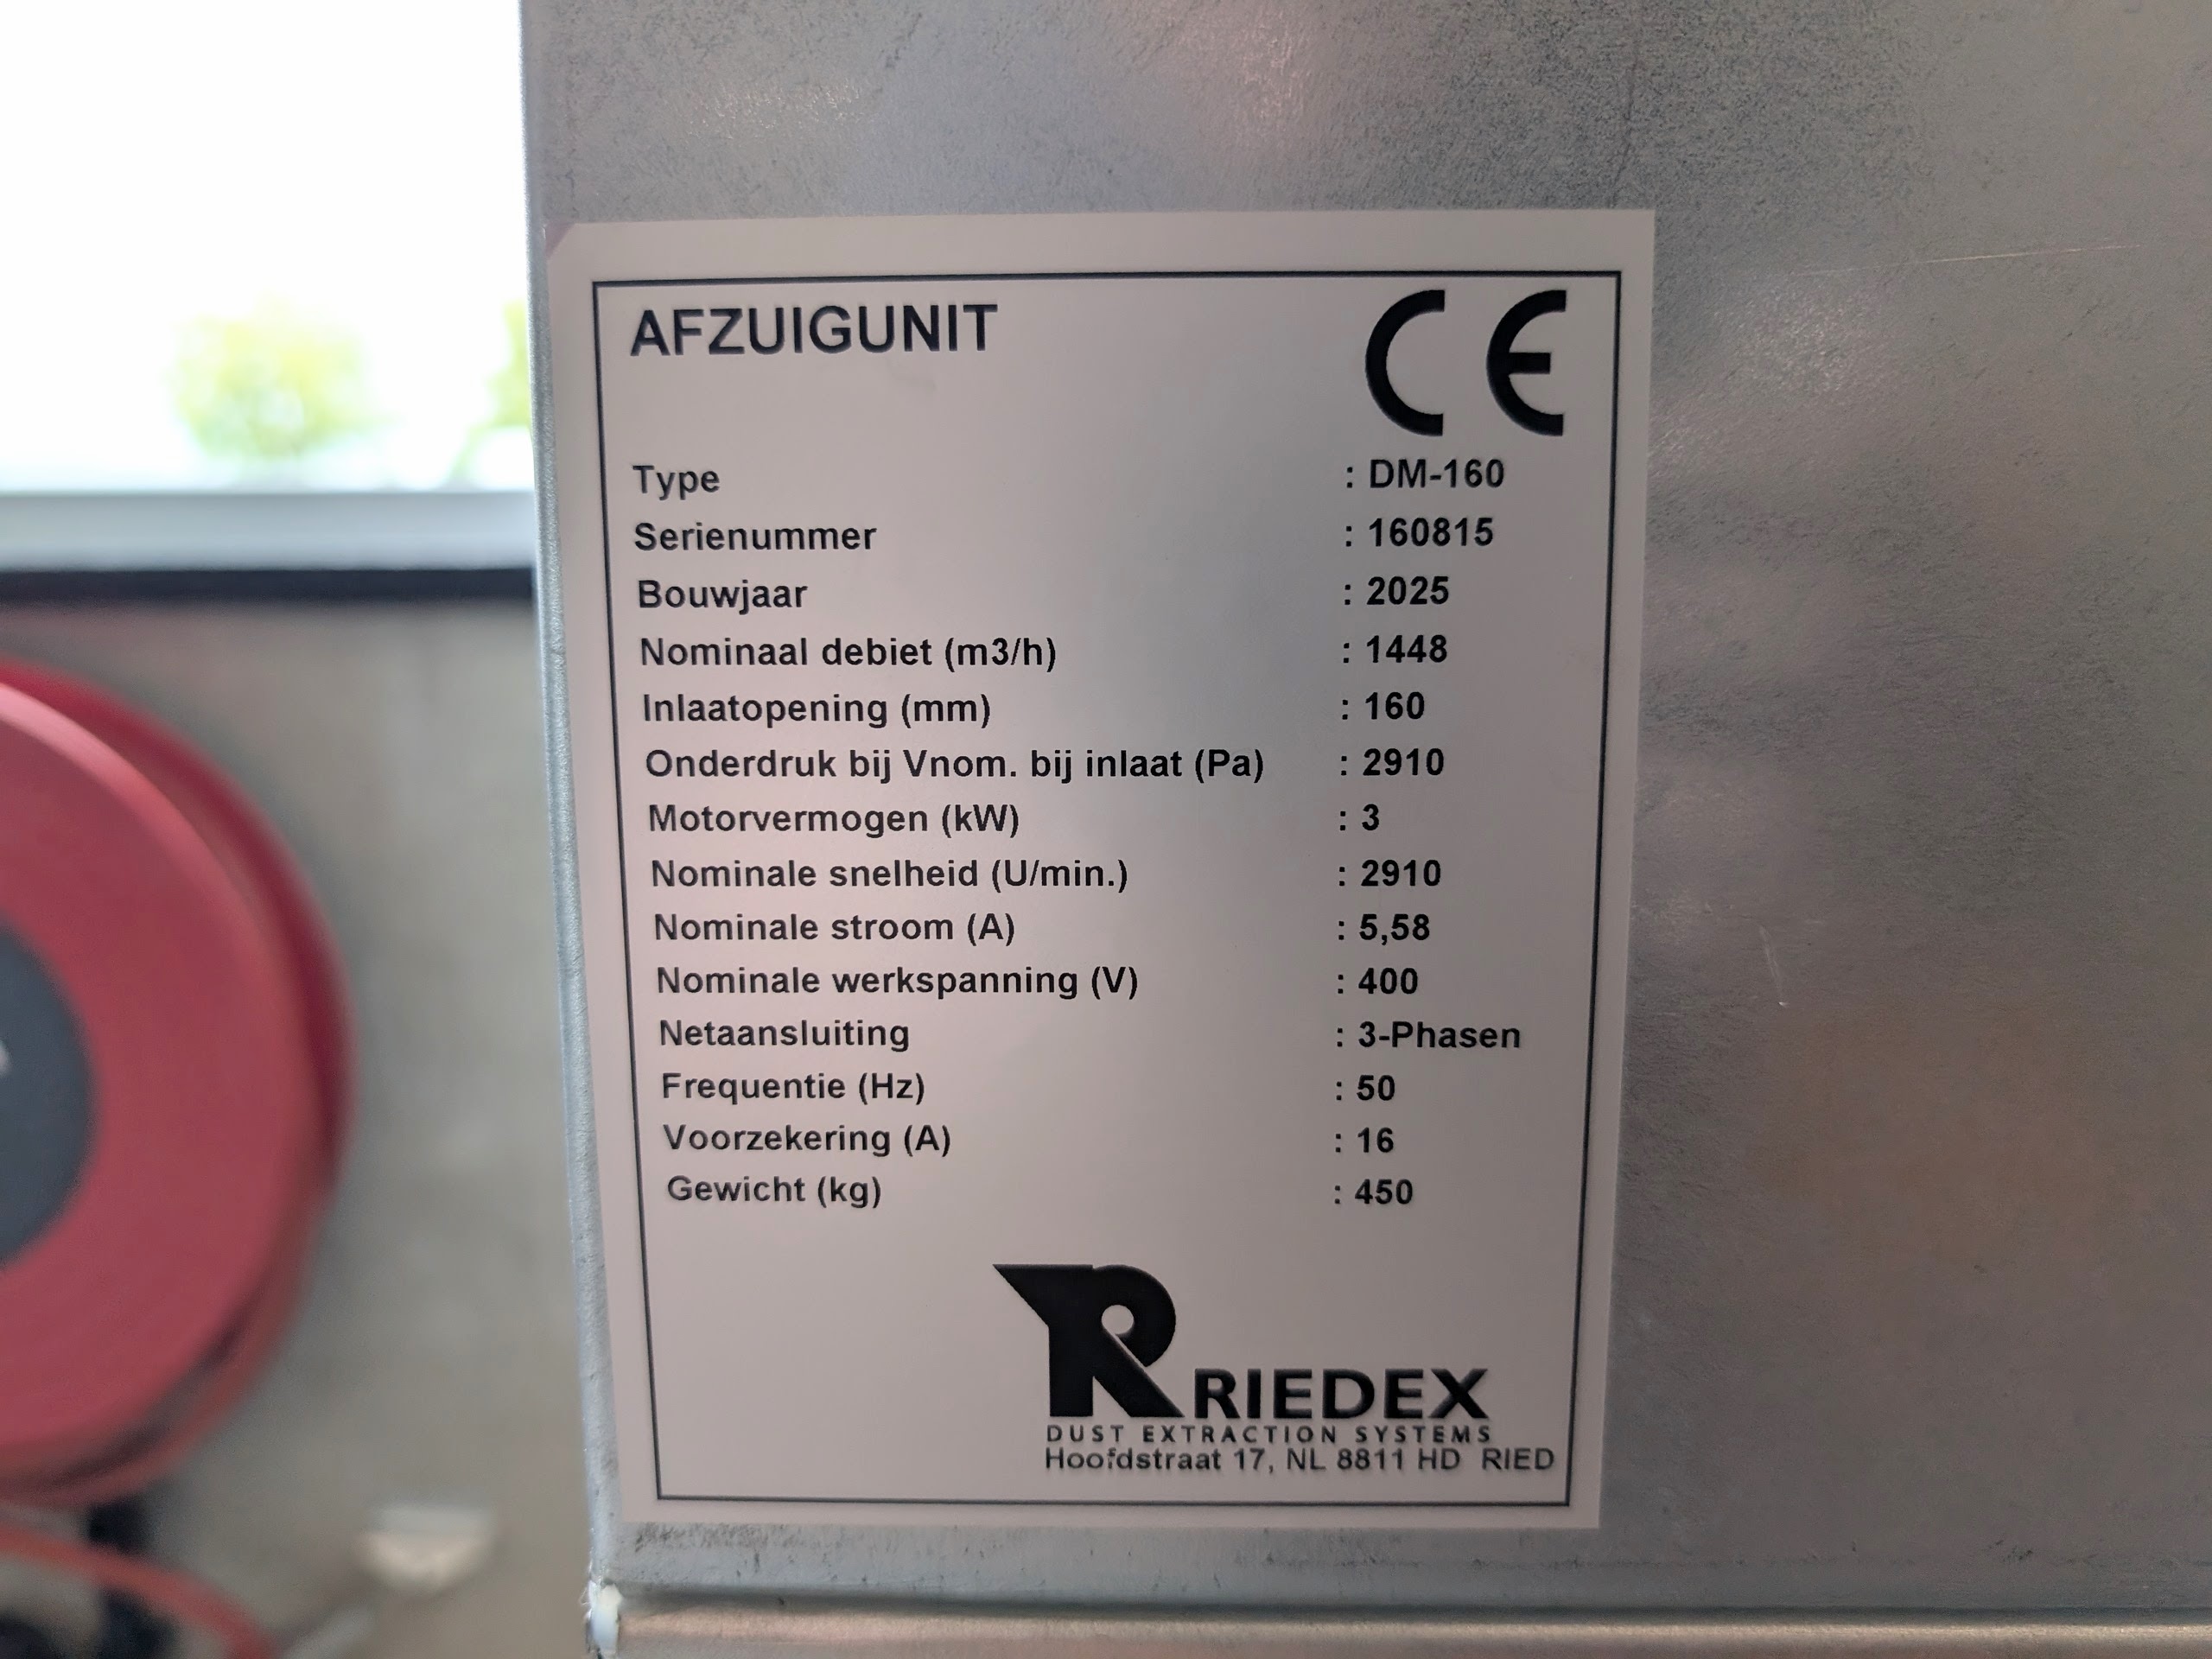 AFZUIGUNIT CE
Type : DM-160
Serienummer : 160815
Bouwjaar : 2025
Nominaal debiet (m3/h) : 1448
Inlaatopening (mm) : 160
Onderdruk bij Vnom. bij inlaat (Pa) : 2910
Motorvermogen (kW) : 3
Nominale snelheid (U/min.) : 2910
Nominale stroom (A) : 5,58
Nominale werkspanning (V) : 400
Netaansluiting : 3-Phasen
Frequentie (Hz) : 50
Voorzekering (A) : 16
Gewicht (kg) : 450
RIEDEX
DUST EXTRACTION SYSTEMS
Hoofdstraat 17, NL 8811 HD RIED